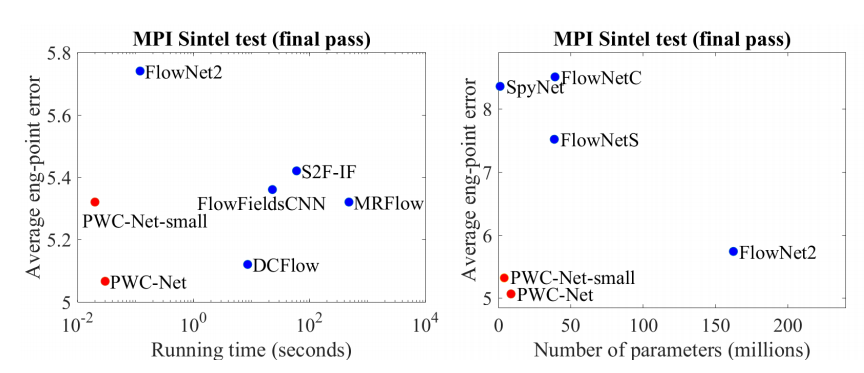 MPI Sintel test (final pass)
Average eng-point error
5.8
5.6
5.4
5.2
5
FlowNet2
S2F-IF
FlowFieldsCNN
MRFlow
PWC-Net-small
DCFlow
PWC-Net
10^-2
10^0
10^2
10^4
Running time (seconds)
MPI Sintel test (final pass)
Average eng-point error
8
7
6
5
FlowNetC
SpyNet
FlowNetS
FlowNet2
PWC-Net-small
PWC-Net
0
50
100
150
200
Number of parameters (millions)